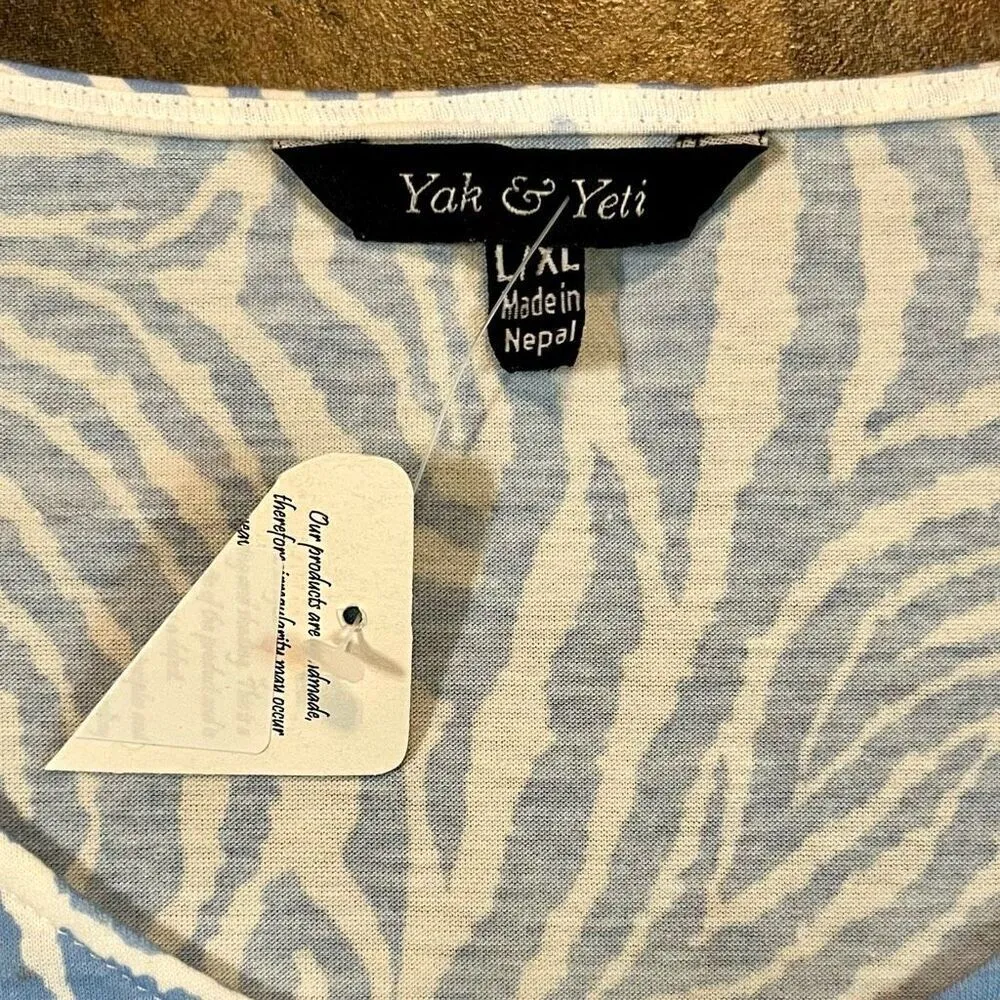 Yak & Yeti
L/XL
Made in
Nepal
Our products are
therefore may occur